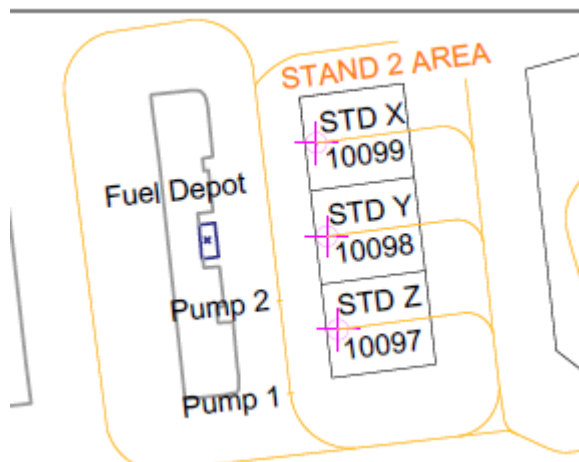 STAND 2 AREA
STD X
10099
Fuel Depot
STD Y
10098
Pump 2
STD Z
10097
Pump 1